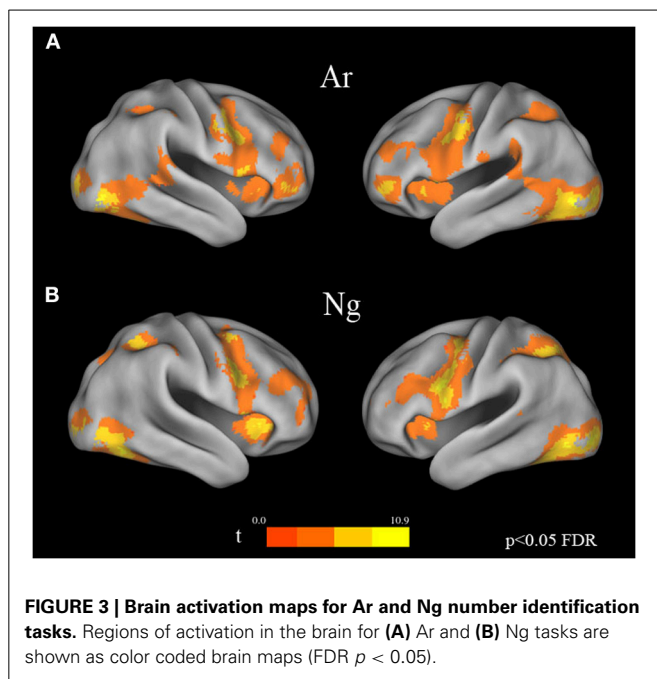 A
Ar
B
Ng
0.0 10.9
t p<0.05 FDR
FIGURE 3 | Brain activation maps for Ar and Ng number identification
tasks. Regions of activation in the brain for (A) Ar and (B) Ng tasks are
shown as color coded brain maps (FDR p < 0.05).